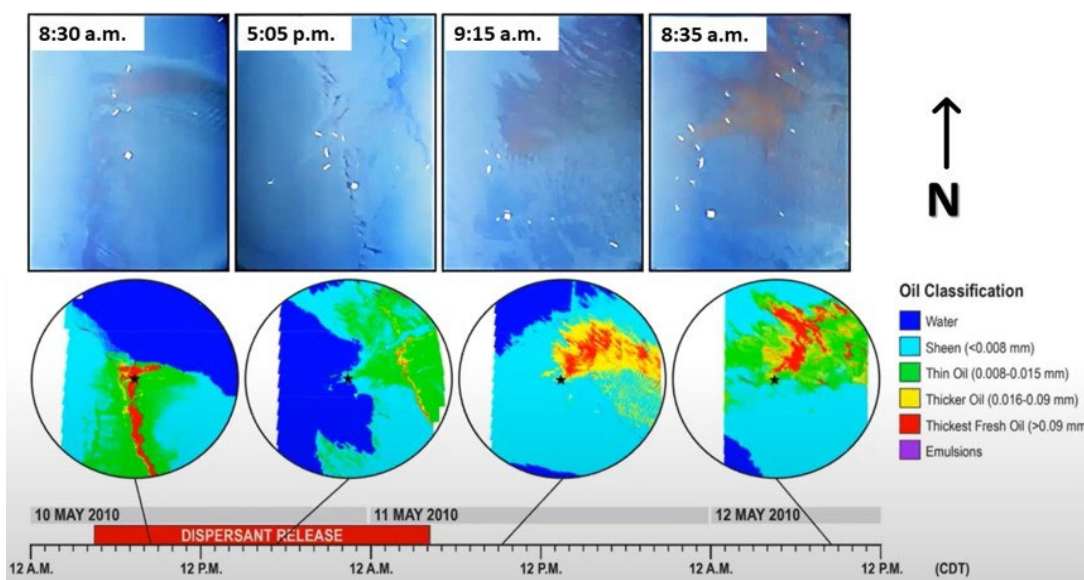 8:30 a.m.
5:05 p.m.
9:15 a.m.
8:35 a.m.
N
Oil Classification
Water
Sheen (<0.008 mm)
Thin Oil (0.008-0.015 mm)
Thicker Oil (0.016-0.09 mm)
Thickest Fresh Oil (>0.09 mm
Emulsions
10 MAY 2010
11 MAY 2010
12 MAY 2010
DISPERSANT RELEASE
12 A.M.
12 P.M.
12 A.M.
12 P.M.
12 A.M.
12 P.M.
(CDT)